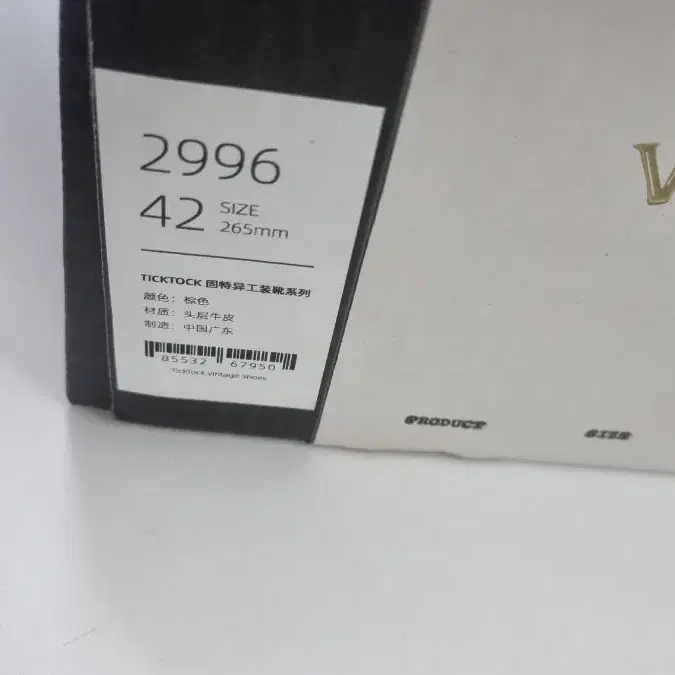 2996
42 SIZE 265mm
TICKTOCK 固特异工装靴系列
颜色：棕色
材质：头层牛皮
制造：中国广东
85532 67950
TickTock vintage shoes
PRODUCT
SIZE